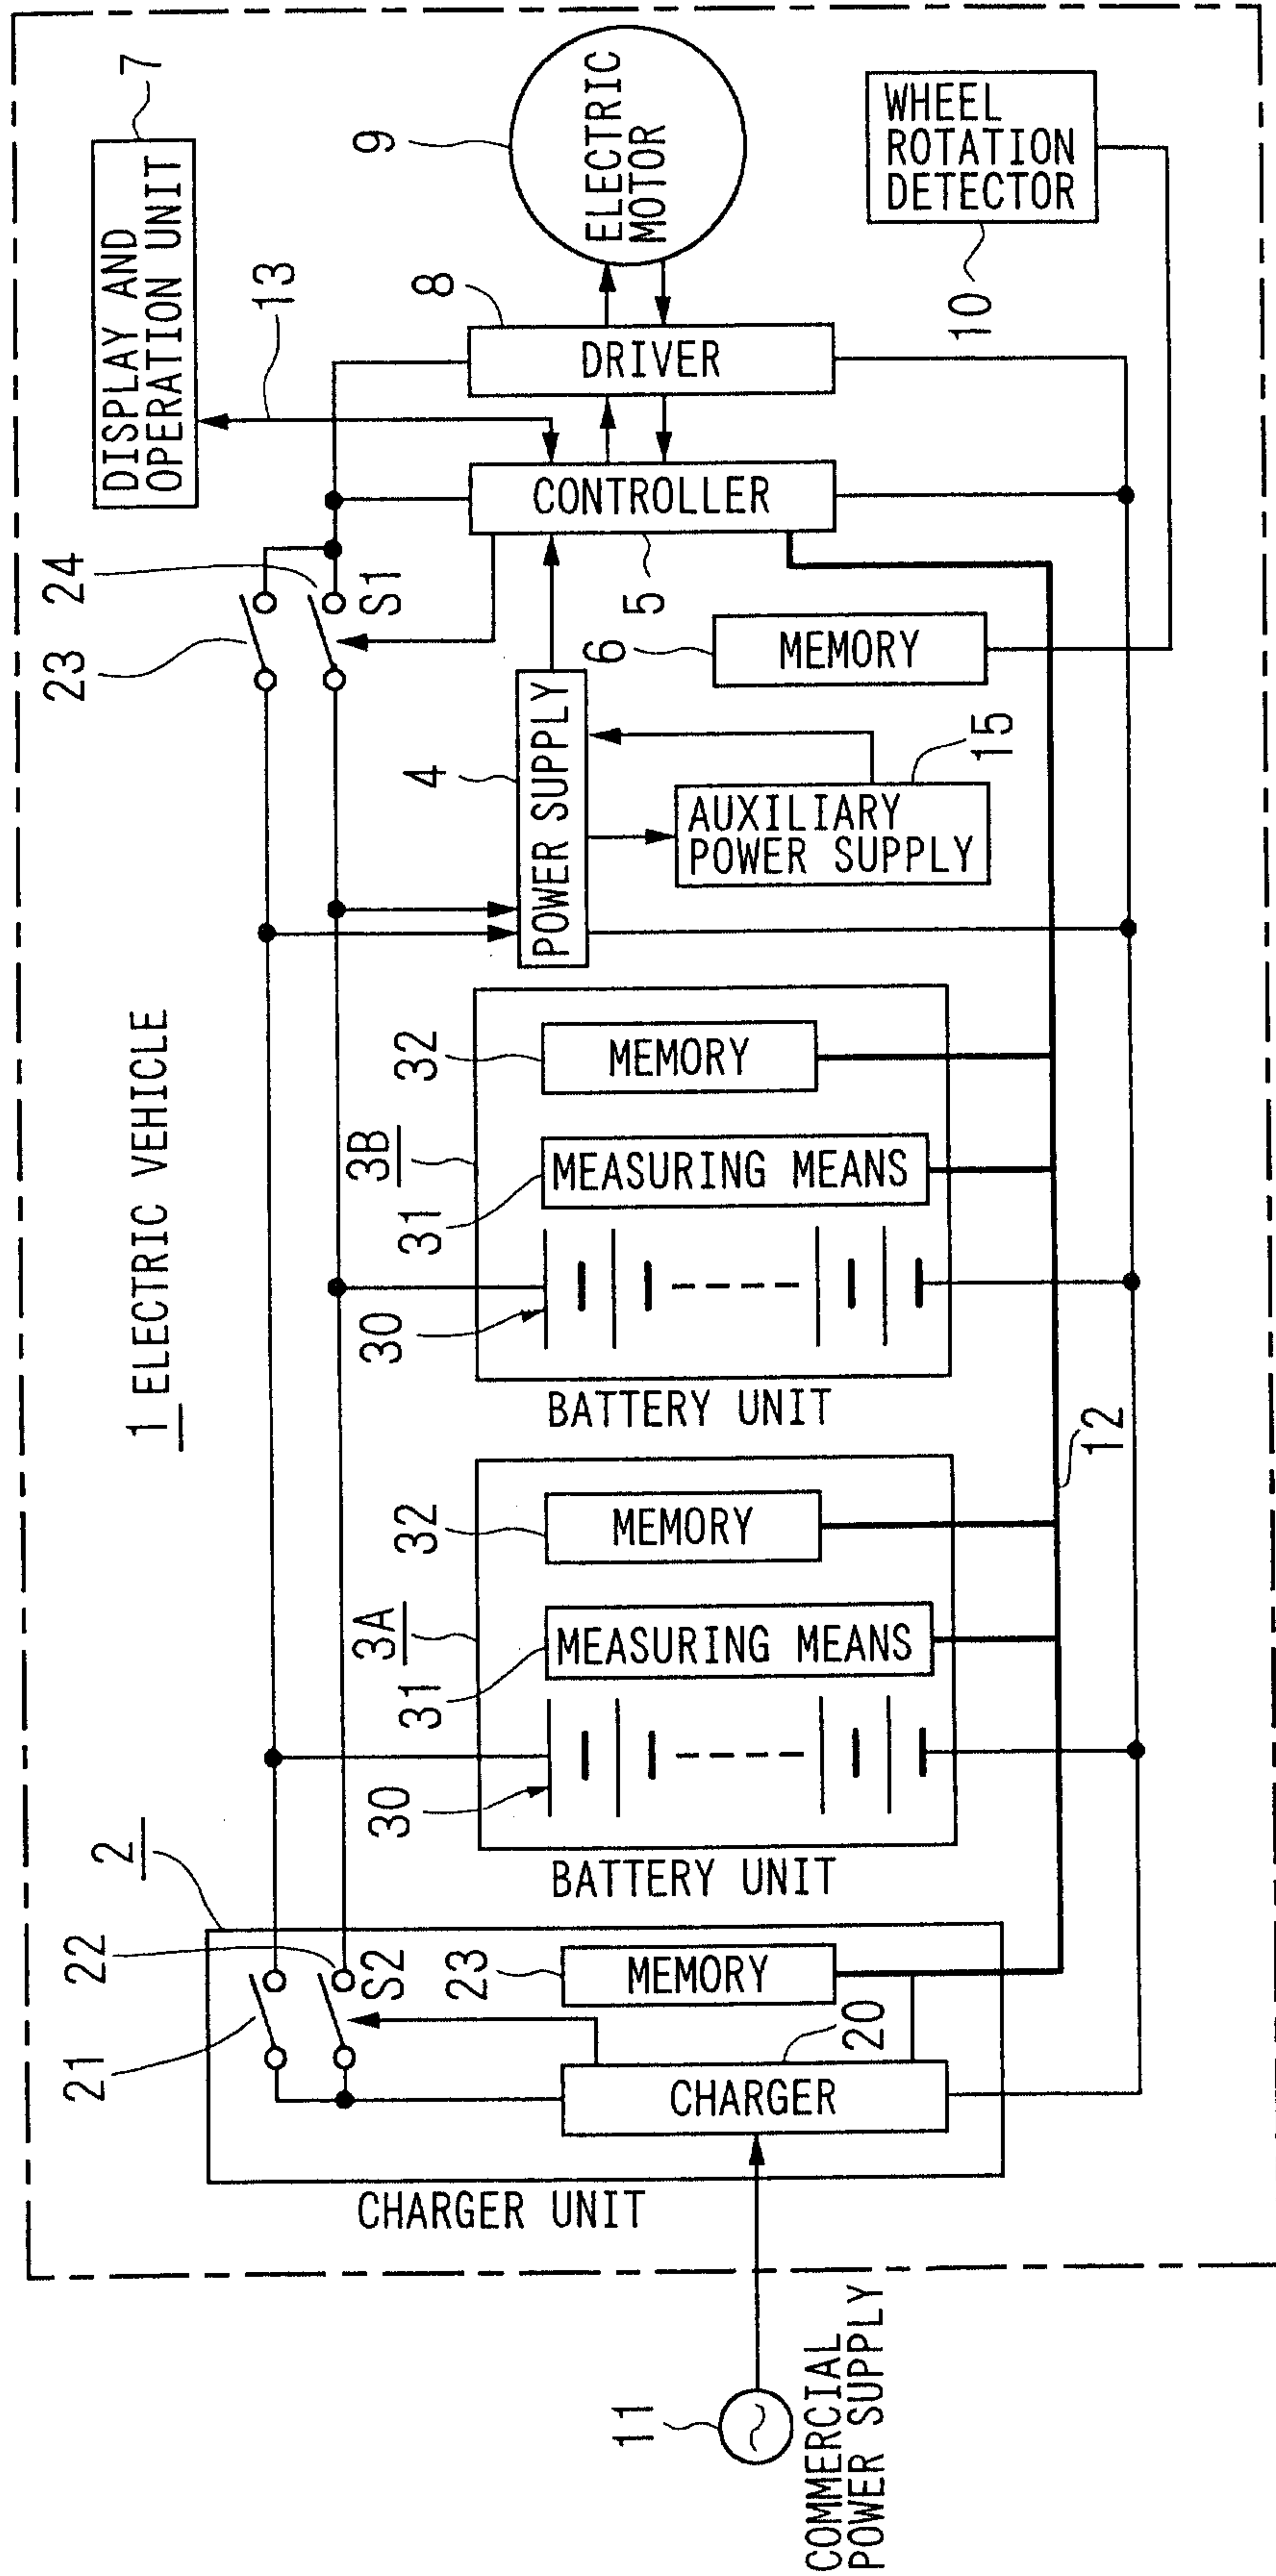 1 ELECTRIC VEHICLE
2
21
22
S2
23
MEMORY
20
CHARGER
CHARGER UNIT
11
COMMERCIAL
POWER SUPPLY
3A
30
31
MEASURING MEANS
32
MEMORY
BATTERY UNIT
3B
30
31
MEASURING MEANS
32
MEMORY
BATTERY UNIT
12
23
24
S1
4
POWER SUPPLY
AUXILIARY
POWER SUPPLY
15
6
MEMORY
5
CONTROLLER
13
7
DISPLAY AND
OPERATION UNIT
8
DRIVER
9
ELECTRIC
MOTOR
10
WHEEL
ROTATION
DETECTOR